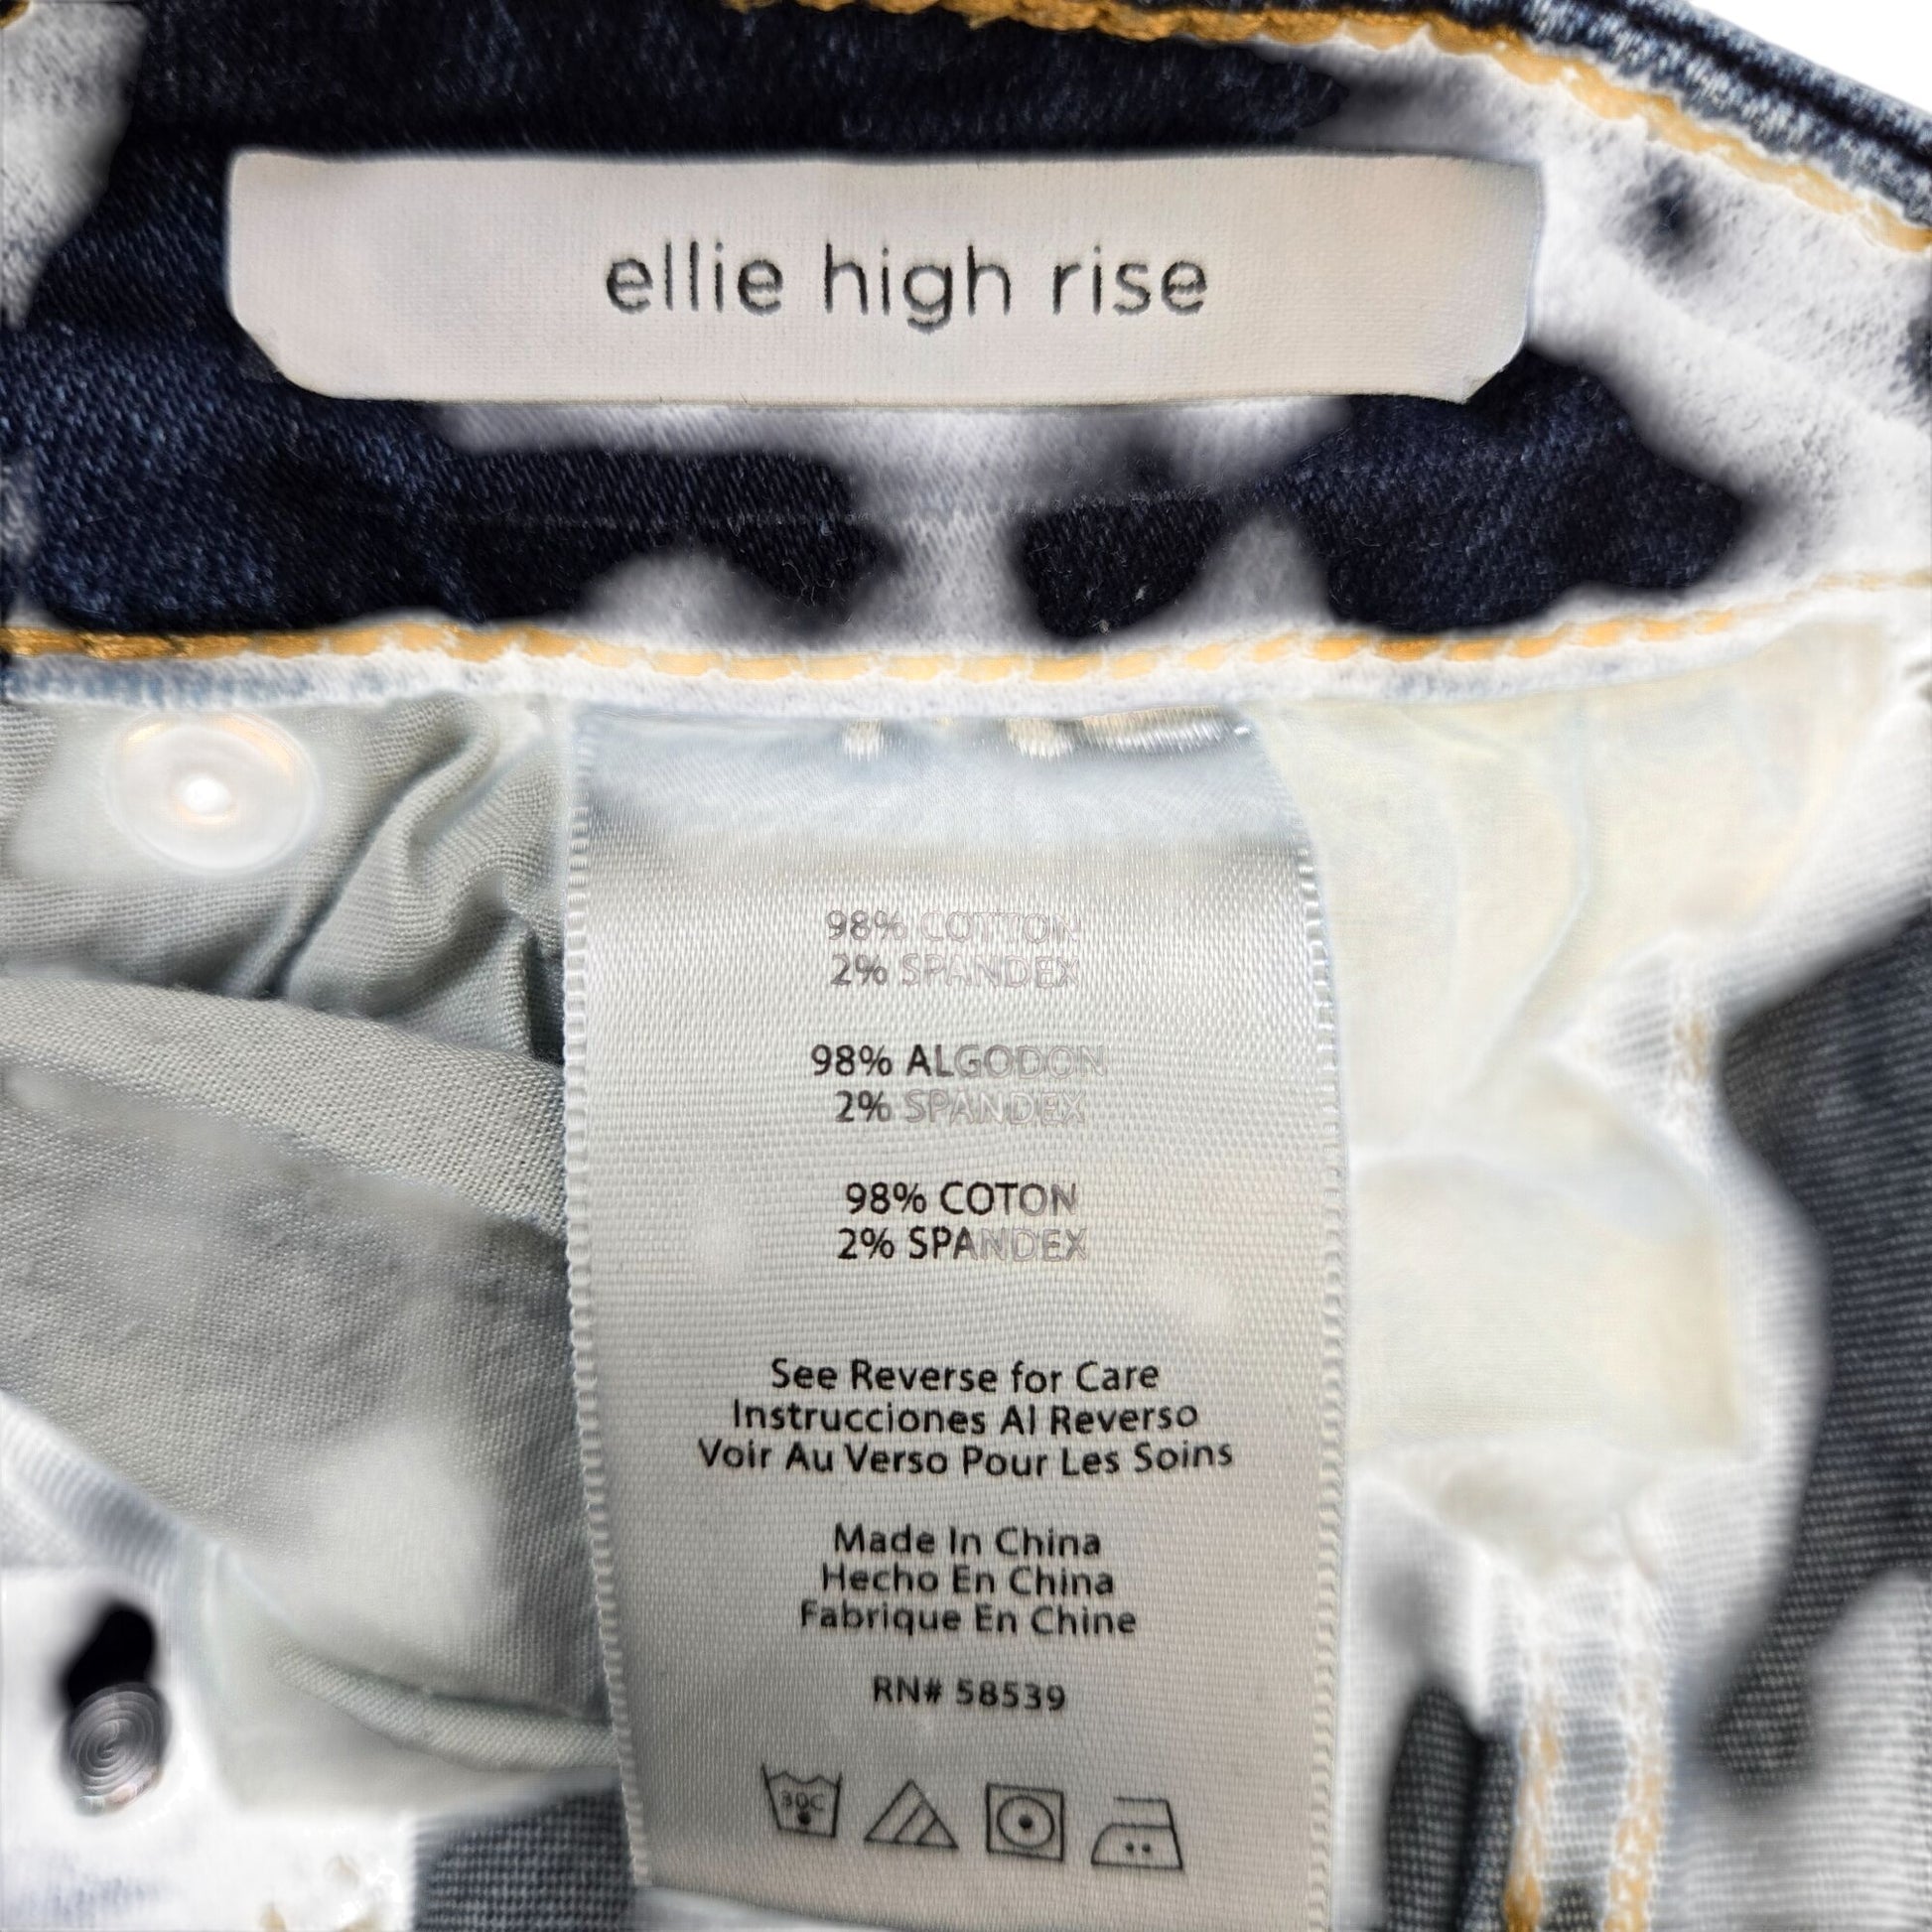 ellie high rise
98% COTTON
2% SPANDEX
98% ALGODON
2% SPANDEX
98% COTON
2% SPANDEX
See Reverse for Care
Instrucciones Al Reverso
Voir Au Verso Pour Les Soins
Made In China
Hecho En China
Fabrique En Chine
RN# 58539
30C